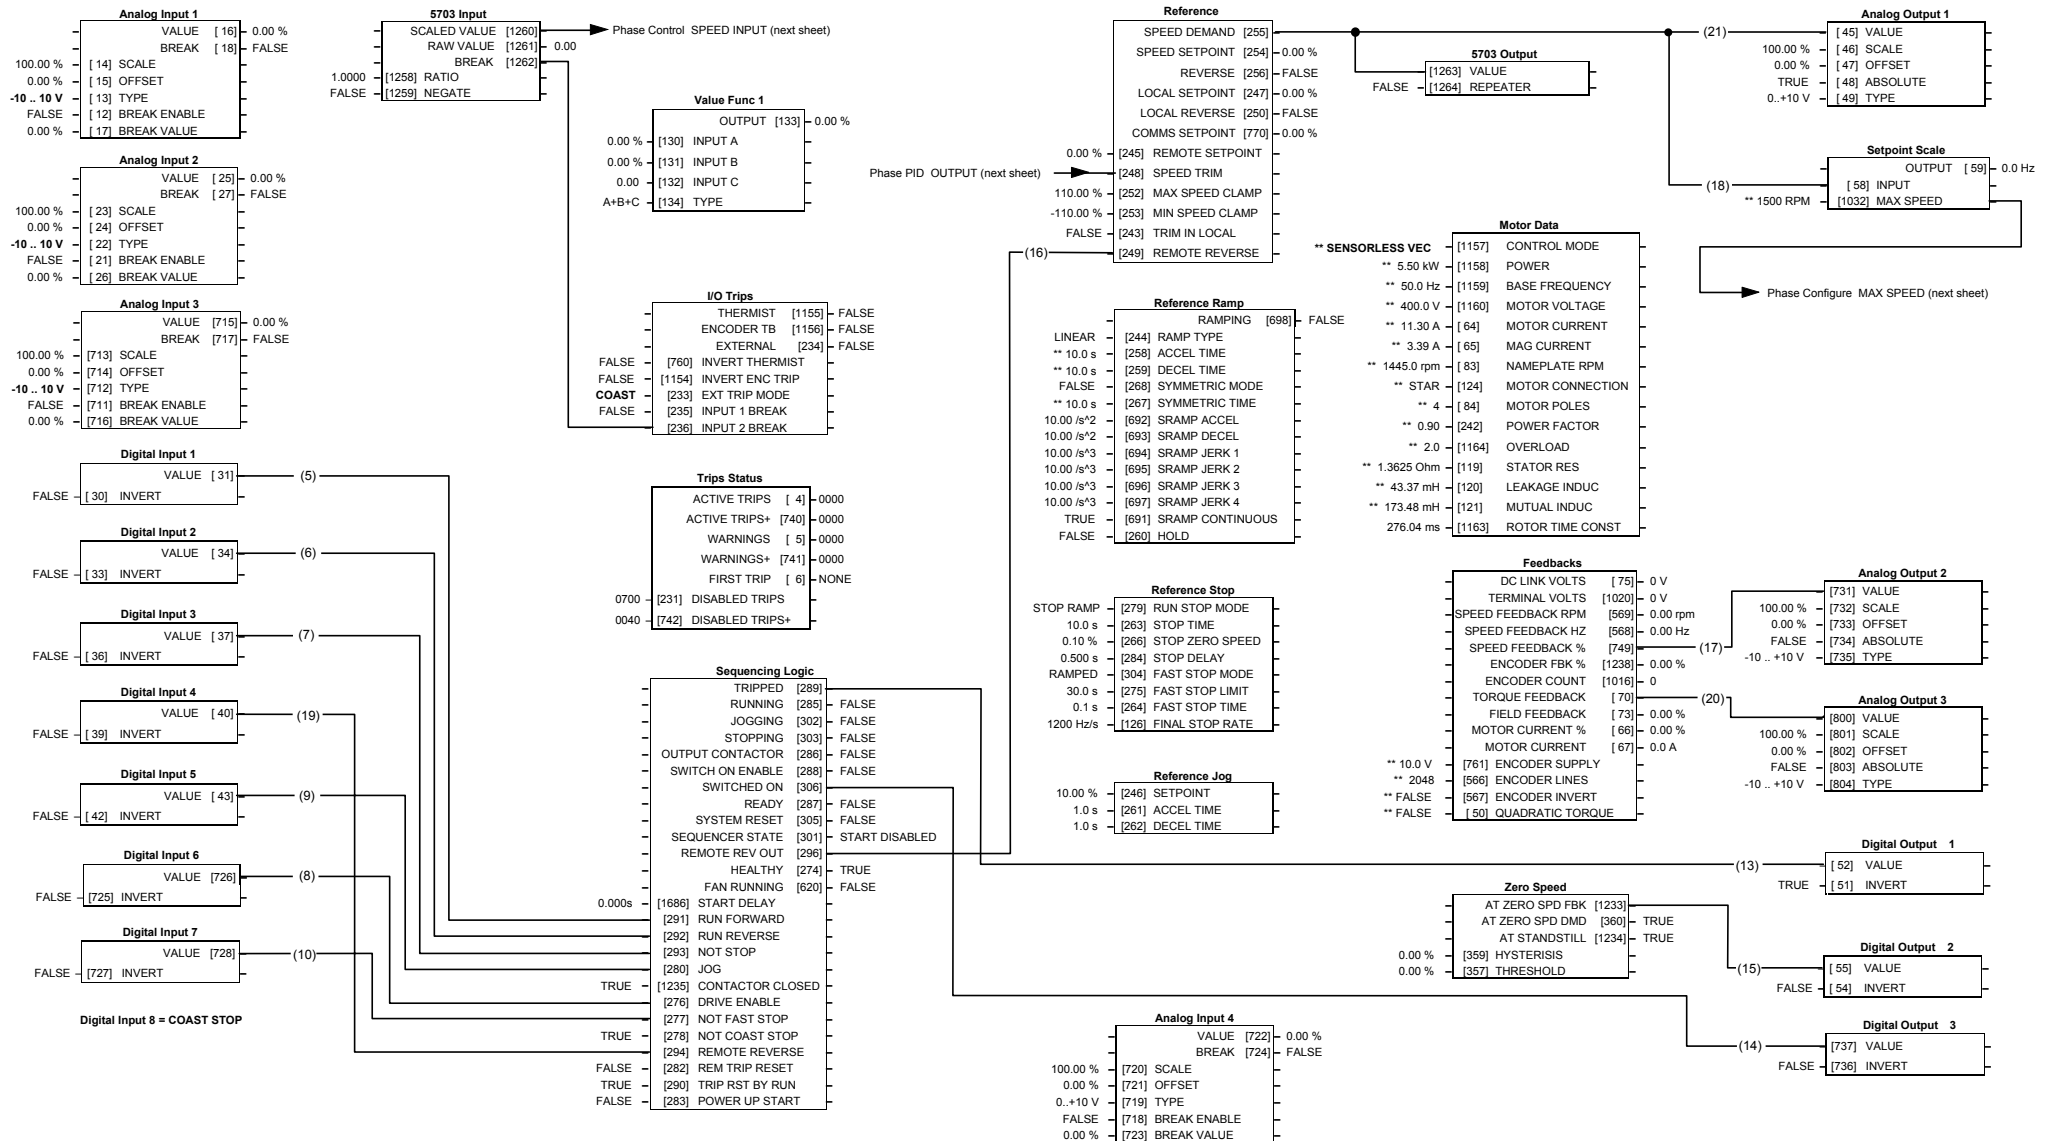 Analog Input 1
VALUE [ 16] 0.00 %
BREAK [ 18] FALSE
100.00 % [ 14] SCALE
0.00 % [ 15] OFFSET
-10 .. 10 V [ 13] TYPE
FALSE [ 12] BREAK ENABLE
0.00 % [ 17] BREAK VALUE
Analog Input 2
VALUE [ 25] 0.00 %
BREAK [ 27] FALSE
100.00 % [ 23] SCALE
0.00 % [ 24] OFFSET
-10 .. 10 V [ 22] TYPE
FALSE [ 21] BREAK ENABLE
0.00 % [ 26] BREAK VALUE
Analog Input 3
VALUE [715] 0.00 %
BREAK [717] FALSE
100.00 % [713] SCALE
0.00 % [714] OFFSET
-10 .. 10 V [712] TYPE
FALSE [711] BREAK ENABLE
0.00 % [716] BREAK VALUE
Digital Input 1
VALUE [ 31] (5)
FALSE [ 30] INVERT
Digital Input 2
VALUE [ 34] (6)
FALSE [ 33] INVERT
Digital Input 3
VALUE [ 37] (7)
FALSE [ 36] INVERT
Digital Input 4
VALUE [ 40] (19)
FALSE [ 39] INVERT
Digital Input 5
VALUE [ 43] (9)
FALSE [ 42] INVERT
Digital Input 6
VALUE [726] (8)
FALSE [725] INVERT
Digital Input 7
VALUE [728] (10)
FALSE [727] INVERT
Digital Input 8 = COAST STOP
5703 Input
SCALED VALUE [1260] Phase Control SPEED INPUT (next sheet)
RAW VALUE [1261] 0.00
BREAK [1262]
1.0000 [1258] RATIO
FALSE [1259] NEGATE
Value Func 1
OUTPUT [133] 0.00 %
0.00 % [130] INPUT A
0.00 % [131] INPUT B
0.00 [132] INPUT C
A+B+C [134] TYPE
I/O Trips
THERMIST [1155] FALSE
ENCODER TB [1156] FALSE
EXTERNAL [234] FALSE
FALSE [760] INVERT THERMIST
FALSE [1154] INVERT ENC TRIP
COAST [233] EXT TRIP MODE
FALSE [235] INPUT 1 BREAK
[236] INPUT 2 BREAK
Trips Status
ACTIVE TRIPS [ 4] 0000
ACTIVE TRIPS+ [740] 0000
WARNINGS [ 5] 0000
WARNINGS+ [741] 0000
FIRST TRIP [ 6] NONE
0700 [231] DISABLED TRIPS
0040 [742] DISABLED TRIPS+
Sequencing Logic
TRIPPED [289]
RUNNING [285] FALSE
JOGGING [302] FALSE
STOPPING [303] FALSE
OUTPUT CONTACTOR [286] FALSE
SWITCH ON ENABLE [288] FALSE
SWITCHED ON [306]
READY [287] FALSE
SYSTEM RESET [305] FALSE
SEQUENCER STATE [301] START DISABLED
REMOTE REV OUT [296]
HEALTHY [274] TRUE
FAN RUNNING [620] FALSE
0.000s [1686] START DELAY
[291] RUN FORWARD
[292] RUN REVERSE
[293] NOT STOP
[280] JOG
TRUE [1235] CONTACTOR CLOSED
[276] DRIVE ENABLE
[277] NOT FAST STOP
TRUE [278] NOT COAST STOP
[294] REMOTE REVERSE
FALSE [282] REM TRIP RESET
TRUE [290] TRIP RST BY RUN
FALSE [283] POWER UP START
Reference
SPEED DEMAND [255]
SPEED SETPOINT [254] 0.00 %
REVERSE [256] FALSE
LOCAL SETPOINT [247] 0.00 %
LOCAL REVERSE [250] FALSE
COMMS SETPOINT [770] 0.00 %
0.00 % [245] REMOTE SETPOINT
Phase PID OUTPUT (next sheet) [248] SPEED TRIM
110.00 % [252] MAX SPEED CLAMP
-110.00 % [253] MIN SPEED CLAMP
FALSE [243] TRIM IN LOCAL
(16) [249] REMOTE REVERSE
Reference Ramp
RAMPING [698] FALSE
LINEAR [244] RAMP TYPE
** 10.0 s [258] ACCEL TIME
** 10.0 s [259] DECEL TIME
FALSE [268] SYMMETRIC MODE
** 10.0 s [267] SYMMETRIC TIME
10.00 /s^2 [692] SRAMP ACCEL
10.00 /s^2 [693] SRAMP DECEL
10.00 /s^3 [694] SRAMP JERK 1
10.00 /s^3 [695] SRAMP JERK 2
10.00 /s^3 [696] SRAMP JERK 3
10.00 /s^3 [697] SRAMP JERK 4
TRUE [691] SRAMP CONTINUOUS
FALSE [260] HOLD
Reference Stop
STOP RAMP [279] RUN STOP MODE
10.0 s [263] STOP TIME
0.10 % [266] STOP ZERO SPEED
0.500 s [284] STOP DELAY
RAMPED [304] FAST STOP MODE
30.0 s [275] FAST STOP LIMIT
0.1 s [264] FAST STOP TIME
1200 Hz/s [126] FINAL STOP RATE
Reference Jog
10.00 % [246] SETPOINT
1.0 s [261] ACCEL TIME
1.0 s [262] DECEL TIME
Analog Input 4
VALUE [722] 0.00 %
BREAK [724] FALSE
100.00 % [720] SCALE
0.00 % [721] OFFSET
0..+10 V [719] TYPE
FALSE [718] BREAK ENABLE
0.00 % [723] BREAK VALUE
5703 Output
[1263] VALUE
FALSE [1264] REPEATER
Motor Data
** SENSORLESS VEC [1157] CONTROL MODE
** 5.50 kW [1158] POWER
** 50.0 Hz [1159] BASE FREQUENCY
** 400.0 V [1160] MOTOR VOLTAGE
** 11.30 A [ 64] MOTOR CURRENT
** 3.39 A [ 65] MAG CURRENT
** 1445.0 rpm [ 83] NAMEPLATE RPM
** STAR [124] MOTOR CONNECTION
** 4 [ 84] MOTOR POLES
** 0.90 [242] POWER FACTOR
** 2.0 [1164] OVERLOAD
** 1.3625 Ohm [119] STATOR RES
** 43.37 mH [120] LEAKAGE INDUC
** 173.48 mH [121] MUTUAL INDUC
276.04 ms [1163] ROTOR TIME CONST
Feedbacks
DC LINK VOLTS [ 75] 0 V
TERMINAL VOLTS [1020] 0 V
SPEED FEEDBACK RPM [569] 0.00 rpm
SPEED FEEDBACK HZ [568] 0.00 Hz
SPEED FEEDBACK % [749] (17)
ENCODER FBK % [1238] 0.00 %
ENCODER COUNT [1016] 0
TORQUE FEEDBACK [ 70] (20)
FIELD FEEDBACK [ 73] 0.00 %
MOTOR CURRENT % [ 66] 0.00 %
MOTOR CURRENT [ 67] 0.0 A
** 10.0 V [761] ENCODER SUPPLY
** 2048 [566] ENCODER LINES
** FALSE [567] ENCODER INVERT
** FALSE [ 50] QUADRATIC TORQUE
Zero Speed
AT ZERO SPD FBK [1233]
AT ZERO SPD DMD [360] TRUE
AT STANDSTILL [1234] TRUE
0.00 % [359] HYSTERISIS
0.00 % [357] THRESHOLD
Analog Output 1
(21) [ 45] VALUE
100.00 % [ 46] SCALE
0.00 % [ 47] OFFSET
TRUE [ 48] ABSOLUTE
0..+10 V [ 49] TYPE
Setpoint Scale
OUTPUT [ 59] 0.0 Hz
(18) [ 58] INPUT
** 1500 RPM [1032] MAX SPEED
Phase Configure MAX SPEED (next sheet)
Analog Output 2
[731] VALUE
100.00 % [732] SCALE
0.00 % [733] OFFSET
FALSE [734] ABSOLUTE
-10 .. +10 V [735] TYPE
Analog Output 3
[800] VALUE
100.00 % [801] SCALE
0.00 % [802] OFFSET
FALSE [803] ABSOLUTE
-10 .. +10 V [804] TYPE
Digital Output 1
(13) [ 52] VALUE
TRUE [ 51] INVERT
Digital Output 2
(15) [ 55] VALUE
FALSE [ 54] INVERT
Digital Output 3
(14) [737] VALUE
FALSE [736] INVERT